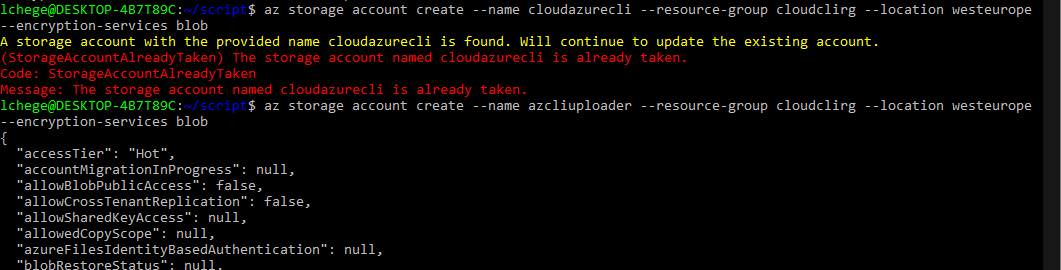 lchege@DESKTOP-4B7T89C:~/script$ az storage account create --name cloudazurecli --resource-group cloudclirg --location westeurope
--encryption-services blob
A storage account with the provided name cloudazurecli is found. Will continue to update the existing account.
(StorageAccountAlreadyTaken) The storage account named cloudazurecli is already taken.
Code: StorageAccountAlreadyTaken
Message: The storage account named cloudazurecli is already taken.
lchege@DESKTOP-4B7T89C:~/script$ az storage account create --name azcliuploader --resource-group cloudclirg --location westeurope
--encryption-services blob
{
  "accessTier": "Hot",
  "accountMigrationInProgress": null,
  "allowBlobPublicAccess": false,
  "allowCrossTenantReplication": false,
  "allowSharedKeyAccess": null,
  "allowedCopyScope": null,
  "azureFilesIdentityBasedAuthentication": null,
  "blobRestoreStatus": null,